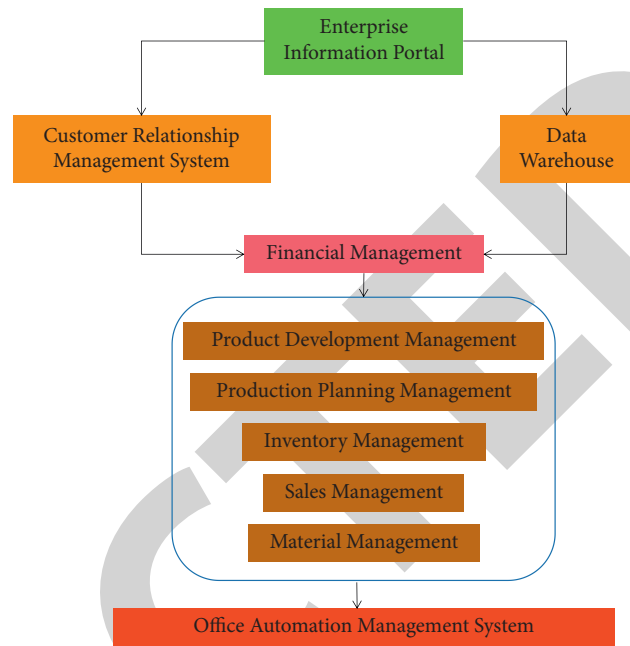 Enterprise
Information Portal
Customer Relationship
Management System
Data
Warehouse
Financial Management
Product Development Management
Production Planning Management
Inventory Management
Sales Management
Material Management
Office Automation Management System